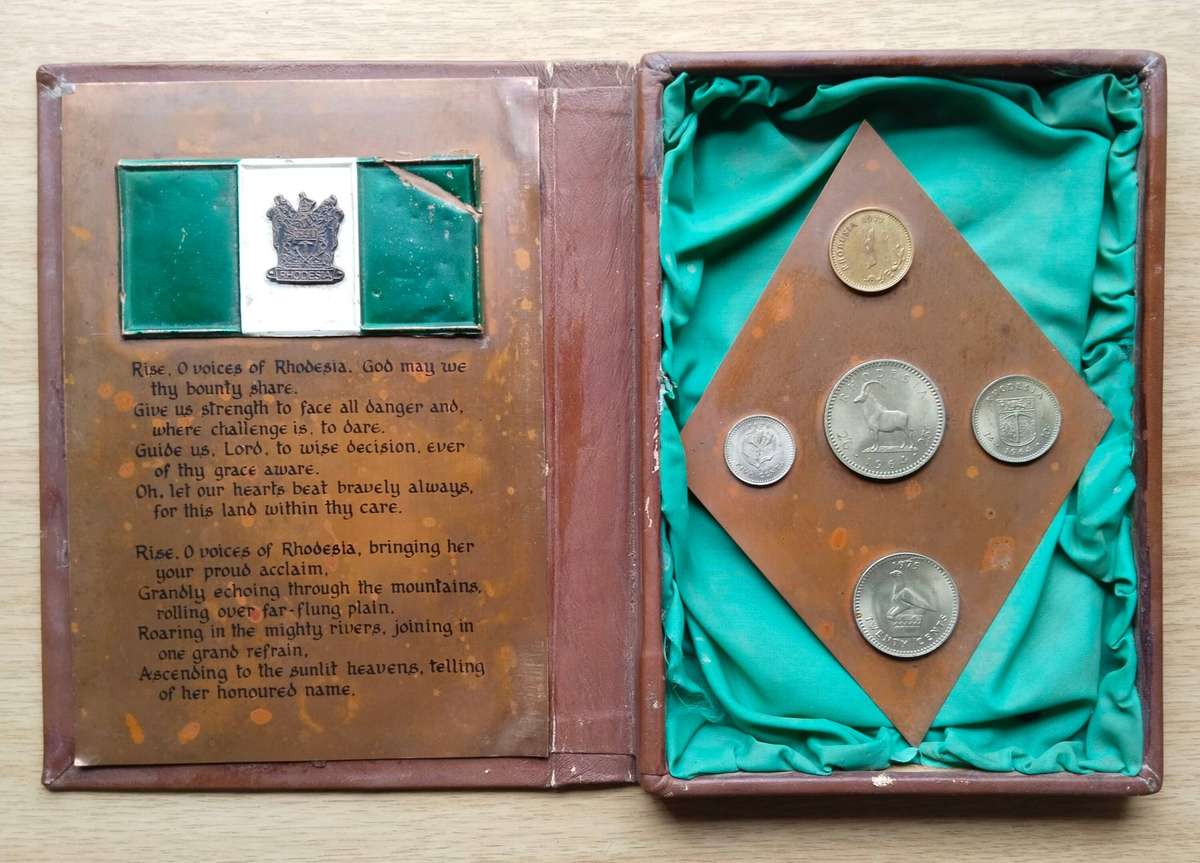 RHODESIA
Rise, O voices of Rhodesia. God may we
thy bounty share.
Give us strength to face all danger and,
where challenge is, to dare.
Guide us, Lord, to wise decision, ever
of thy grace aware.
Oh, let our hearts beat bravely always,
for this land within thy care.
Rise, O voices of Rhodesia, bringing her
your proud acclaim,
Grandly echoing through the mountains,
rolling over far-flung plain.
Roaring in the mighty rivers, joining in
one grand refrain,
Ascending to the sunlit heavens, telling
of her honoured name.
RHODESIA 1977
RHODESIA
RHODESIA
1964
1975
TWENTY CENTS